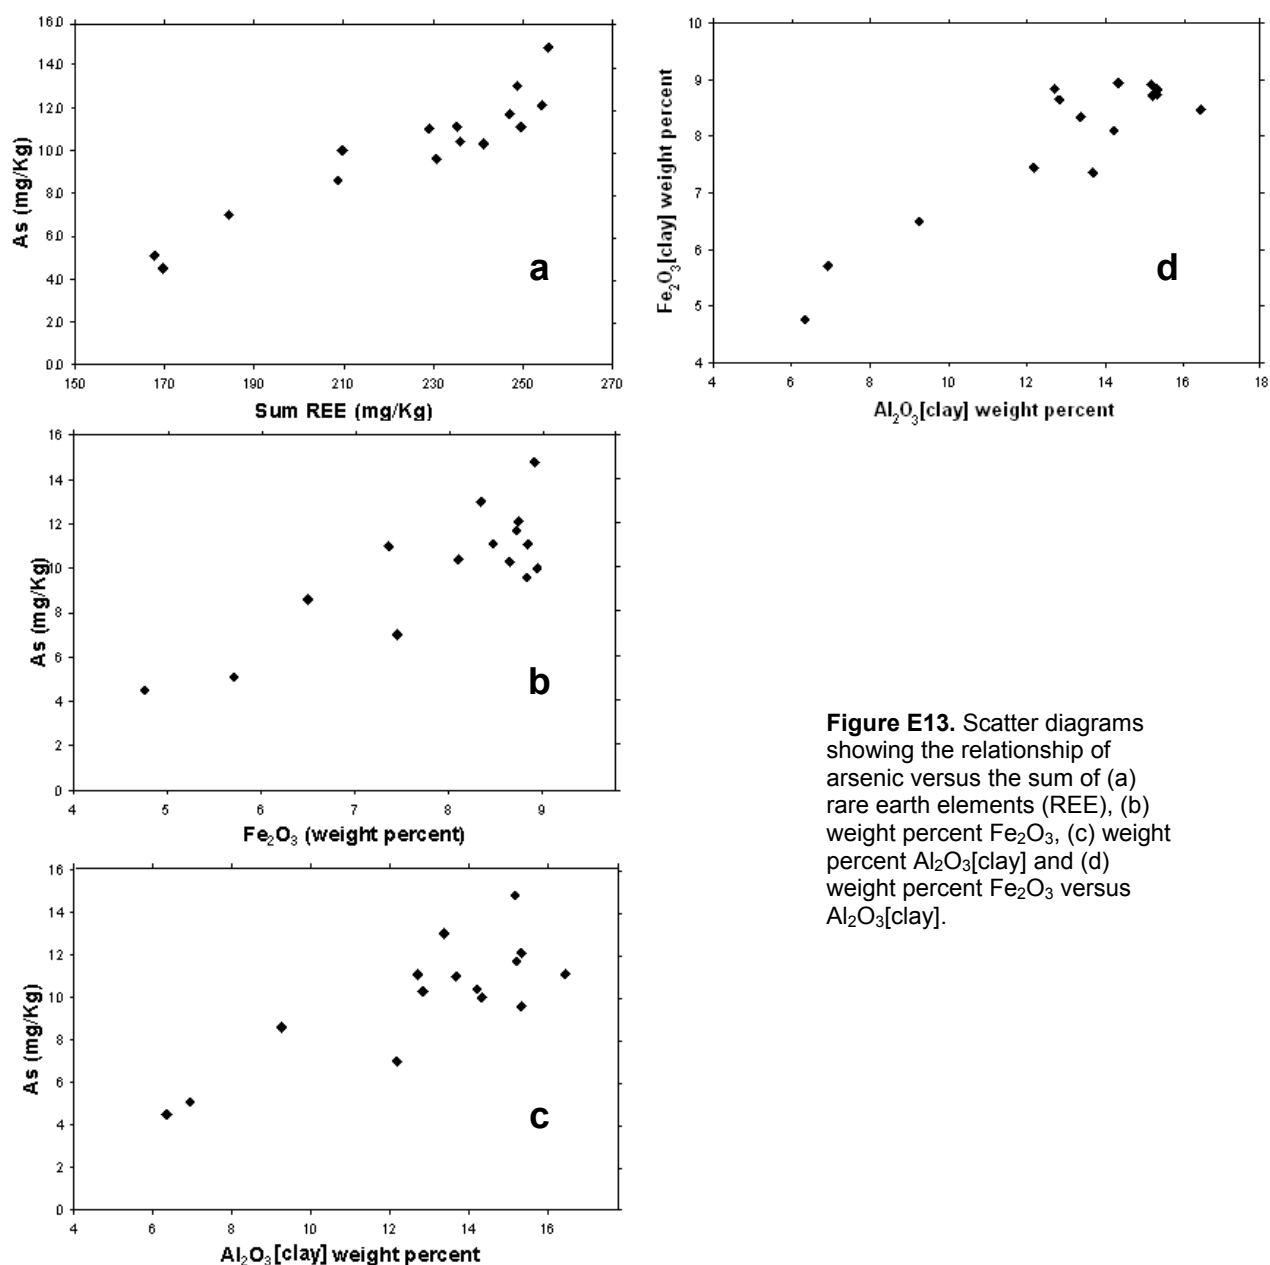 16.0
14.0
12.0
10.0
8.0
6.0
4.0
2.0
0.0
As (mg/Kg)
a
150 170 190 210 230 250 270
Sum REE (mg/Kg)
10
9
8
7
6
5
4
Fe₂O₃[clay] weight percent
d
4 6 8 10 12 14 16 18
Al₂O₃[clay] weight percent
16
14
12
10
8
6
4
2
0
As (mg/Kg)
b
4 5 6 7 8 9
Fe₂O₃ (weight percent)
16
14
12
10
8
6
4
2
0
As (mg/Kg)
c
4 6 8 10 12 14 16
Al₂O₃[clay] weight percent
Figure E13. Scatter diagrams
showing the relationship of
arsenic versus the sum of (a)
rare earth elements (REE), (b)
weight percent Fe₂O₃, (c) weight
percent Al₂O₃[clay] and (d)
weight percent Fe₂O₃ versus
Al₂O₃[clay].